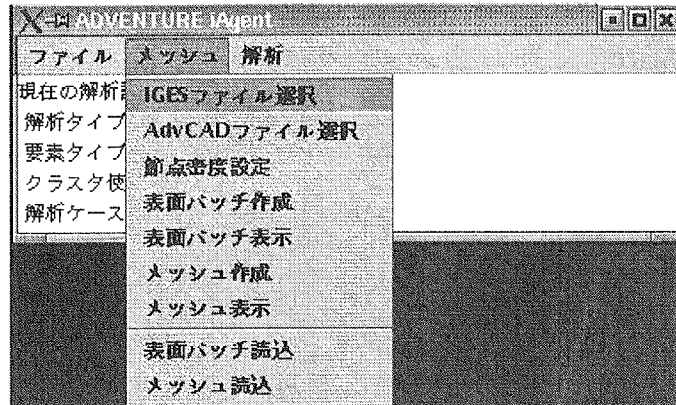 ADVENTURE iAgent
ファイル メッシュ 解析
現在の解析
解析タイプ
要素タイプ
クラスタ使
解析ケース
IGESファイル選択
AdvCADファイル選択
節点密度設定
表面パッチ作成
表面パッチ表示
メッシュ作成
メッシュ表示
表面パッチ読込
メッシュ読込